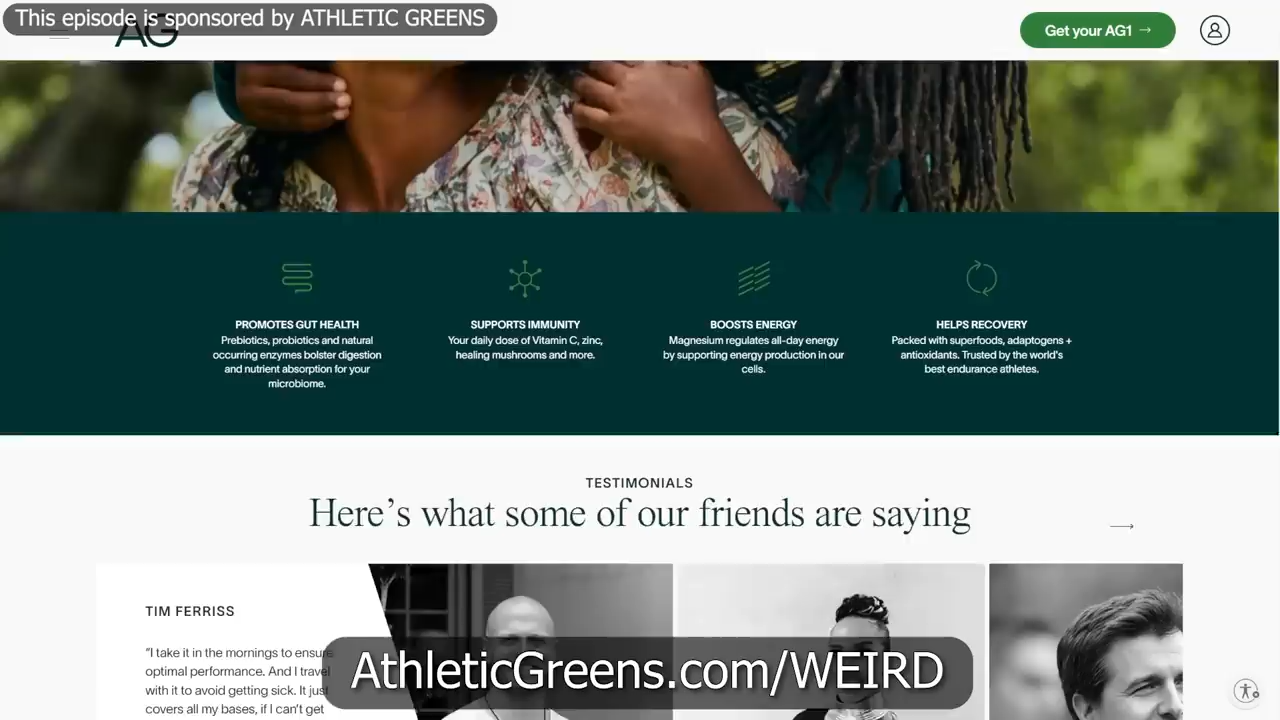 This episode is sponsored by ATHLETIC GREENS
AG
Get your AG1 →
PROMOTES GUT HEALTH
Prebiotics, probiotics and natural
occurring enzymes bolster digestion
and nutrient absorption for your
microbiome.
SUPPORTS IMMUNITY
Your daily dose of Vitamin C, zinc,
healing mushrooms and more.
BOOSTS ENERGY
Magnesium regulates all-day energy
by supporting energy production in our
cells.
HELPS RECOVERY
Packed with superfoods, adaptogens +
antioxidants. Trusted by the world's
best endurance athletes.
TESTIMONIALS
Here's what some of our friends are saying
TIM FERRISS
“I take it in the mornings to ensure
optimal performance. And I travel
with it to avoid getting sick. It just
covers all my bases, if I can't get
AthleticGreens.com/WEIRD